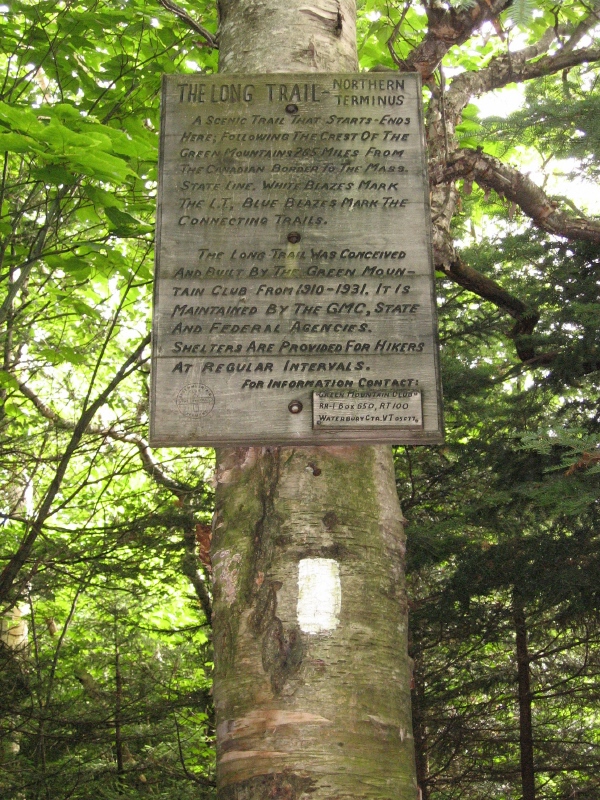 THE LONG TRAIL - NORTHERN TERMINUS
A SCENIC TRAIL THAT STARTS - ENDS
HERE, FOLLOWING THE CREST OF THE
GREEN MOUNTAINS 265 MILES FROM
THE CANADIAN BORDER TO THE MASS.
STATE LINE. WHITE BLAZES MARK
THE L.T., BLUE BLAZES MARK THE
CONNECTING TRAILS.
THE LONG TRAIL WAS CONCEIVED
AND BUILT BY THE GREEN MOUN-
TAIN CLUB FROM 1910-1931. IT IS
MAINTAINED BY THE GMC, STATE
AND FEDERAL AGENCIES.
SHELTERS ARE PROVIDED FOR HIKERS
AT REGULAR INTERVALS.
FOR INFORMATION CONTACT:
GREEN MOUNTAIN CLUB
RR-1 BOX 650, RT 100
WATERBURY CTR. VT 05677